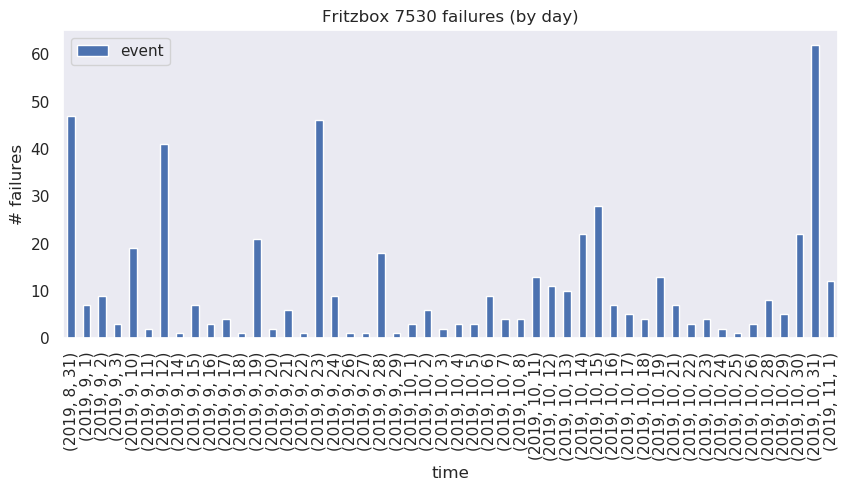 Fritzbox 7530 failures (by day)
event
# failures
60
50
40
30
20
10
0
(2019, 8, 31)
(2019, 9, 1)
(2019, 9, 2)
(2019, 9, 3)
(2019, 9, 10)
(2019, 9, 11)
(2019, 9, 12)
(2019, 9, 14)
(2019, 9, 15)
(2019, 9, 16)
(2019, 9, 17)
(2019, 9, 18)
(2019, 9, 19)
(2019, 9, 20)
(2019, 9, 21)
(2019, 9, 22)
(2019, 9, 23)
(2019, 9, 24)
(2019, 9, 26)
(2019, 9, 27)
(2019, 9, 28)
(2019, 9, 29)
(2019, 10, 1)
(2019, 10, 2)
(2019, 10, 3)
(2019, 10, 4)
(2019, 10, 5)
(2019, 10, 6)
(2019, 10, 7)
(2019, 10, 8)
(2019, 10, 11)
(2019, 10, 12)
(2019, 10, 13)
(2019, 10, 14)
(2019, 10, 15)
(2019, 10, 16)
(2019, 10, 17)
(2019, 10, 18)
(2019, 10, 19)
(2019, 10, 21)
(2019, 10, 22)
(2019, 10, 23)
(2019, 10, 24)
(2019, 10, 25)
(2019, 10, 26)
(2019, 10, 28)
(2019, 10, 29)
(2019, 10, 30)
(2019, 10, 31)
(2019, 11, 1)
time